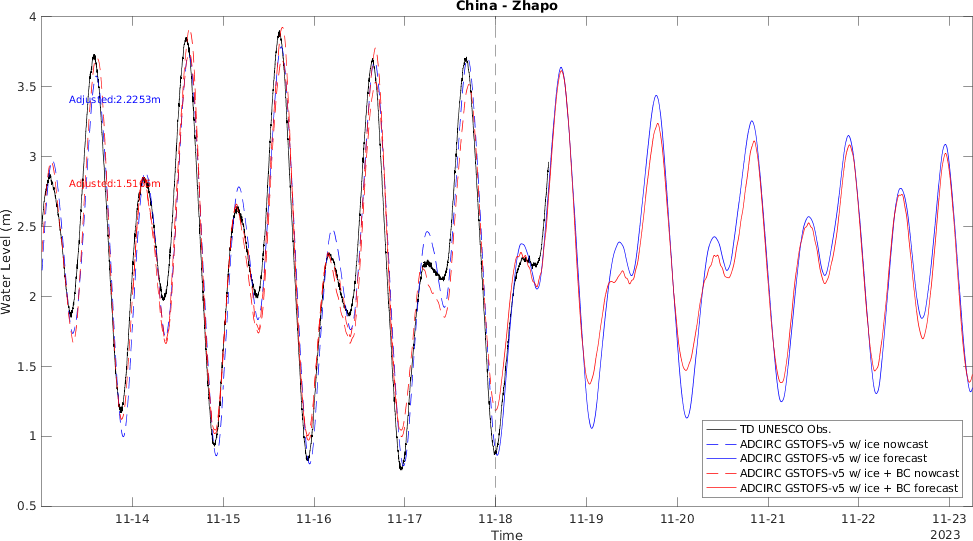 China - Zhapo
4
3.5
3
2.5
2
1.5
1
0.5
Water Level (m)
Adjusted:2.2253m
TD UNESCO Obs.
ADCIRC GSTOFS-v5 w/ ice nowcast
ADCIRC GSTOFS-v5 w/ ice forecast
ADCIRC GSTOFS-v5 w/ ice + BC nowcast
ADCIRC GSTOFS-v5 w/ ice + BC forecast
11-14 11-15 11-16 11-17 11-18 11-19 11-20 11-21 11-22 11-23
Time
2023